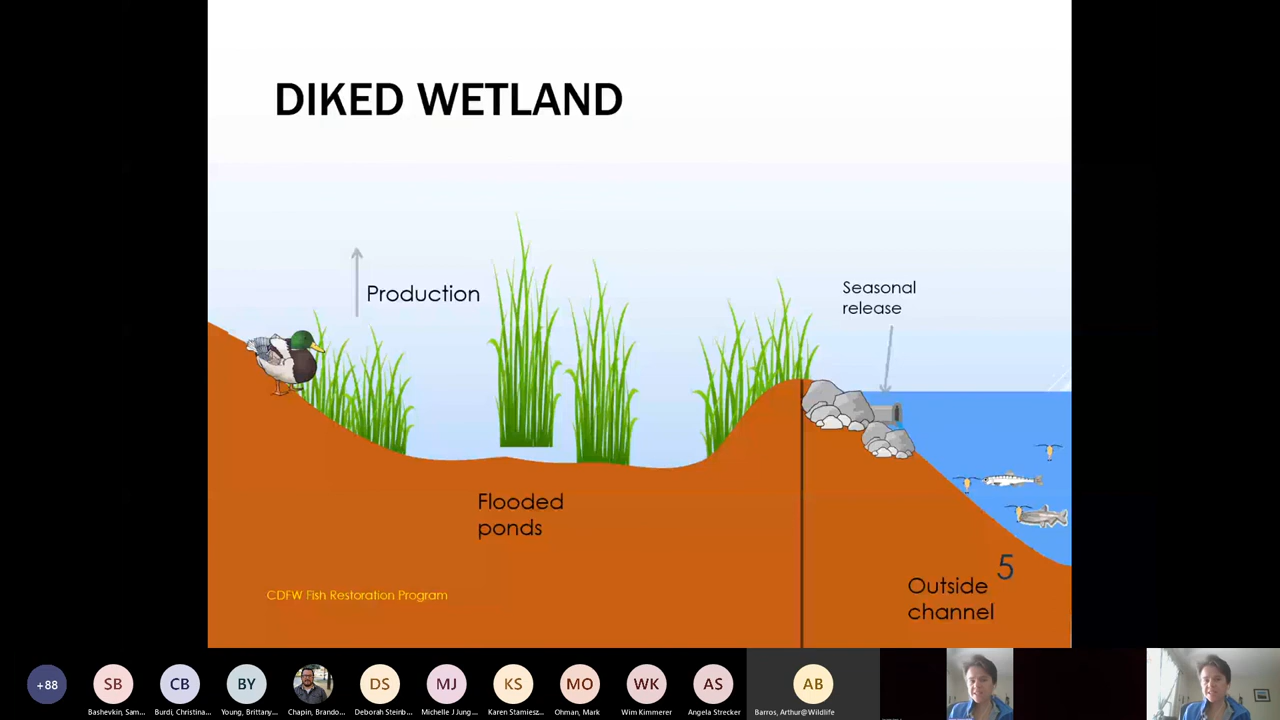 DIKED WETLAND
Production
Seasonal
release
Flooded
ponds
5
Outside
channel
CDFW Fish Restoration Program
+88
SB
CB
BY
DS
MJ
KS
MO
WK
AS
AB
Bashevkin, Sam...
Burdi, Christina...
Young, Brittany...
Chapin, Brando...
Deborah Steinb...
Michelle J Jung...
Karen Stamiesz...
Ohman, Mark
Wim Kimmerer
Angela Strecker
Barros, Arthur@Wildlife